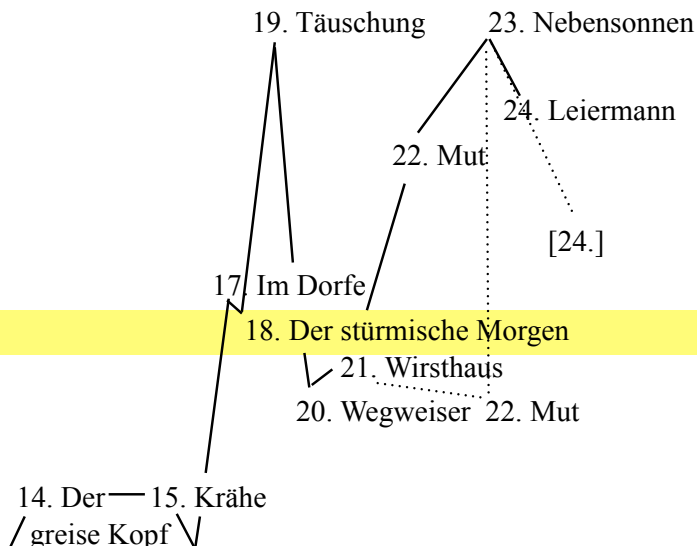 19. Täuschung
23. Nebensonnen
24. Leiermann
22. Mut
[24.]
17. Im Dorfe
18. Der stürmische Morgen
21. Wirsthaus
20. Wegweiser
22. Mut
14. Der
greise Kopf
15. Krähe